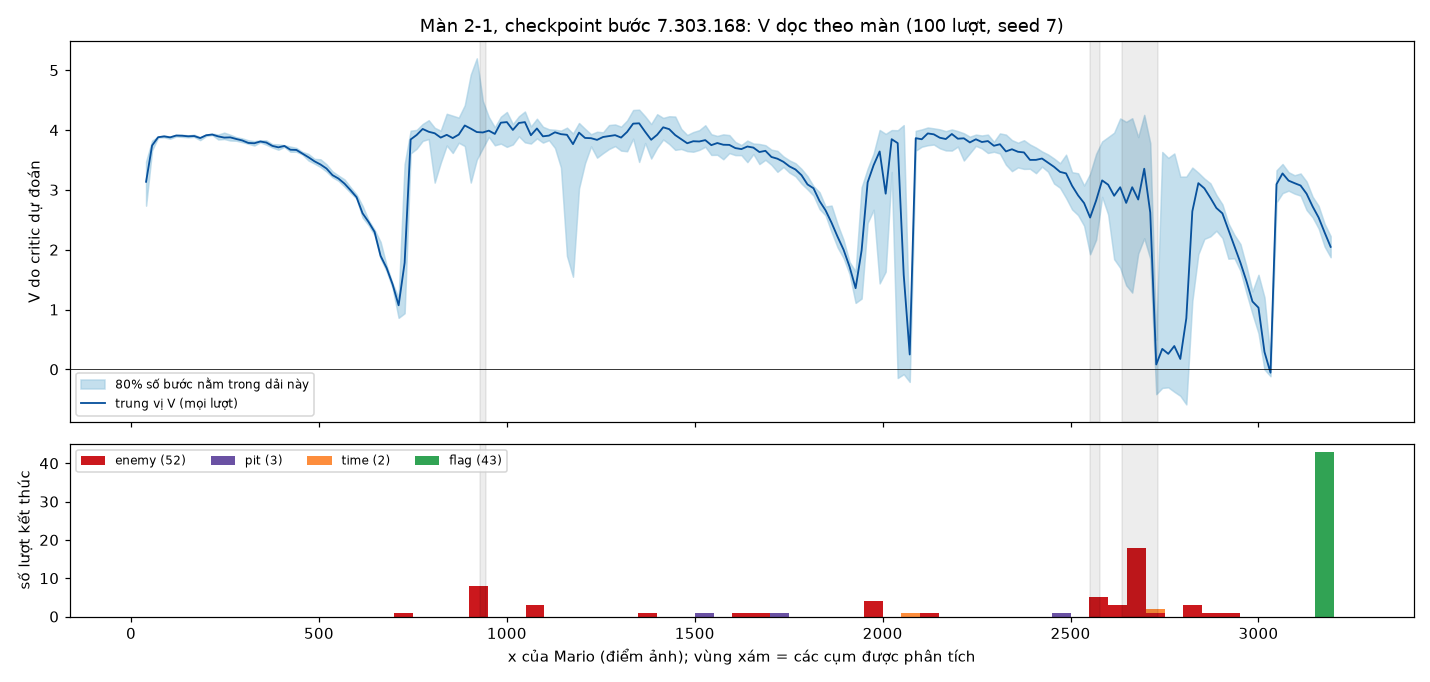 Màn 2-1, checkpoint bước 7.303.168: V dọc theo màn (100 lượt, seed 7)
V do critic dự đoán
5
4
3
2
1
0
80% số bước nằm trong dải này
trung vị V (mọi lượt)
số lượt kết thúc
40
30
20
10
0
enemy (52)
pit (3)
time (2)
flag (43)
0
500
1000
1500
2000
2500
3000
x của Mario (điểm ảnh); vùng xám = các cụm được phân tích